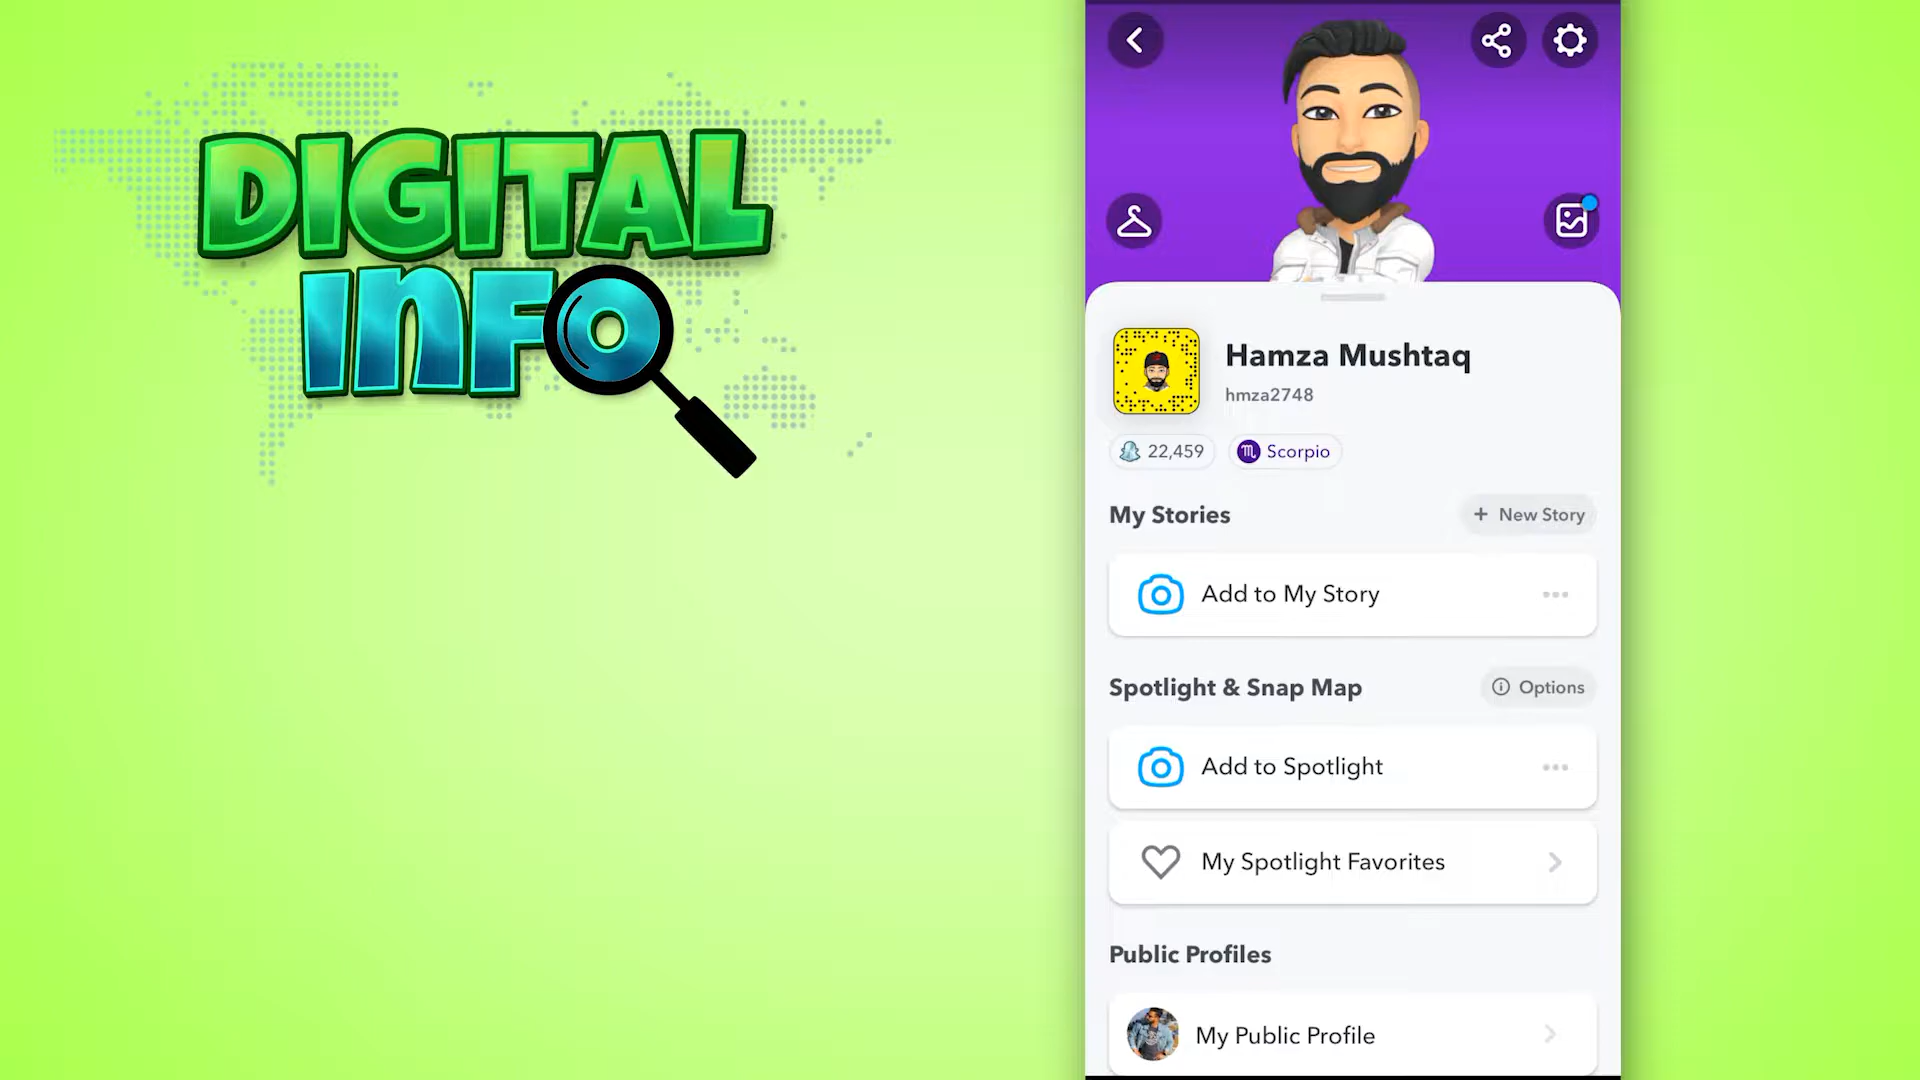 DIGITAL
INFO
Hamza Mushtaq
hmza2748
22,459
Scorpio
My Stories
+ New Story
Add to My Story
Spotlight & Snap Map
Options
Add to Spotlight
My Spotlight Favorites
Public Profiles
My Public Profile